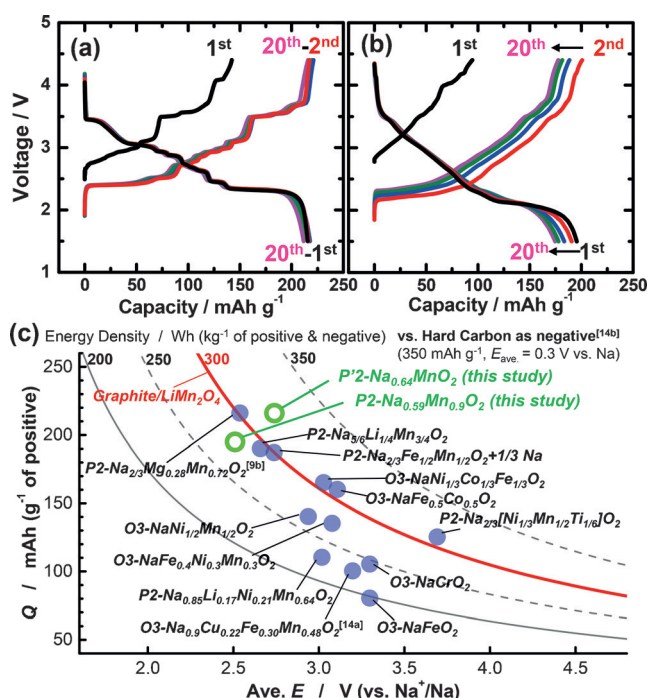 (a)
1st
20th-2nd
20th-1st
Voltage / V
5
4
3
2
1
0 50 100 150 200 250
Capacity / mAh g-1
(b)
1st
20th
2nd
20th
1st
0 50 100 150 200 250
Capacity / mAh g-1
(c) Energy Density / Wh (kg-1 of positive & negative) vs. Hard Carbon as negative[14b]
(350 mAh g-1, Eave. = 0.3 V vs. Na)
200
250
300
350
Graphite/LiMn2O4
P'2-Na0.64MnO2 (this study)
P2-Na0.59Mn0.9O2 (this study)
P2-Na5/6Li1/4Mn3/4O2
P2-Na2/3Mg0.28Mn0.72O2[9b]
P2-Na2/3Fe1/2Mn1/2O2+1/3 Na
O3-NaNi1/3Co1/3Fe1/3O2
O3-NaFe0.5Co0.5O2
P2-Na2/3[Ni1/3Mn1/2Ti1/6]O2
O3-NaNi1/2Mn1/2O2
O3-NaFe0.4Ni0.3Mn0.3O2
O3-NaCrO2
P2-Na0.85Li0.17Ni0.21Mn0.64O2
O3-Na0.9Cu0.22Fe0.30Mn0.48O2[14a]
O3-NaFeO2
Q / mAh (g-1 of positive)
250
200
150
100
50
2.0 2.5 3.0 3.5 4.0 4.5
Ave. E / V (vs. Na+/Na)